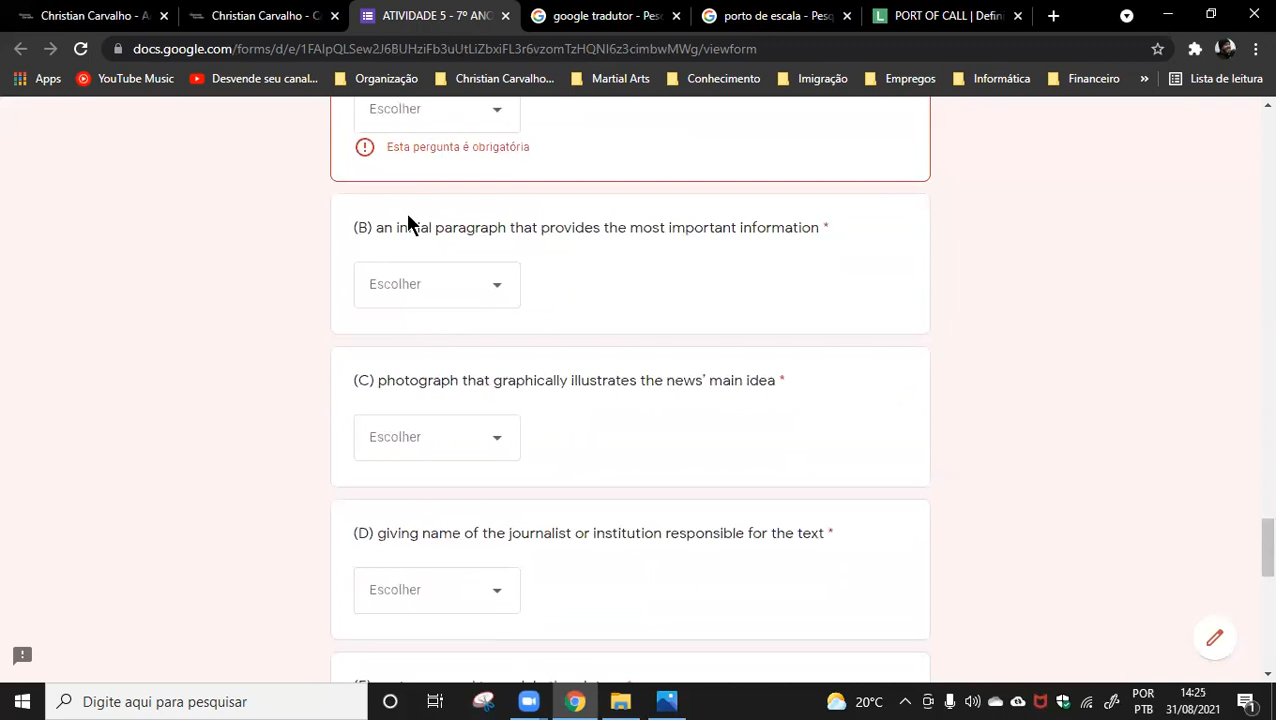 Christian Carvalho - A
Christian Carvalho - C
ATIVIDADE 5 - 7º ANO
google tradutor - Pes
porto de escala - Pesq
L PORT OF CALL | Defini
docs.google.com/forms/d/e/1FAIpQLSew2J6BUHziFb3uUtLiZbxiFL3r6vzomTzHQNI6z3cimbwMWg/viewform
Apps YouTube Music Desvende seu canal... Organização Christian Carvalho... Martial Arts Conhecimento Imigração Empregos Informática Financeiro » Lista de leitura
Escolher
Esta pergunta é obrigatória
(B) an initial paragraph that provides the most important information *
Escolher
(C) photograph that graphically illustrates the news’ main idea *
Escolher
(D) giving name of the journalist or institution responsible for the text *
Escolher
Digite aqui para pesquisar
20°C
POR
PTB
14:25
31/08/2021
1